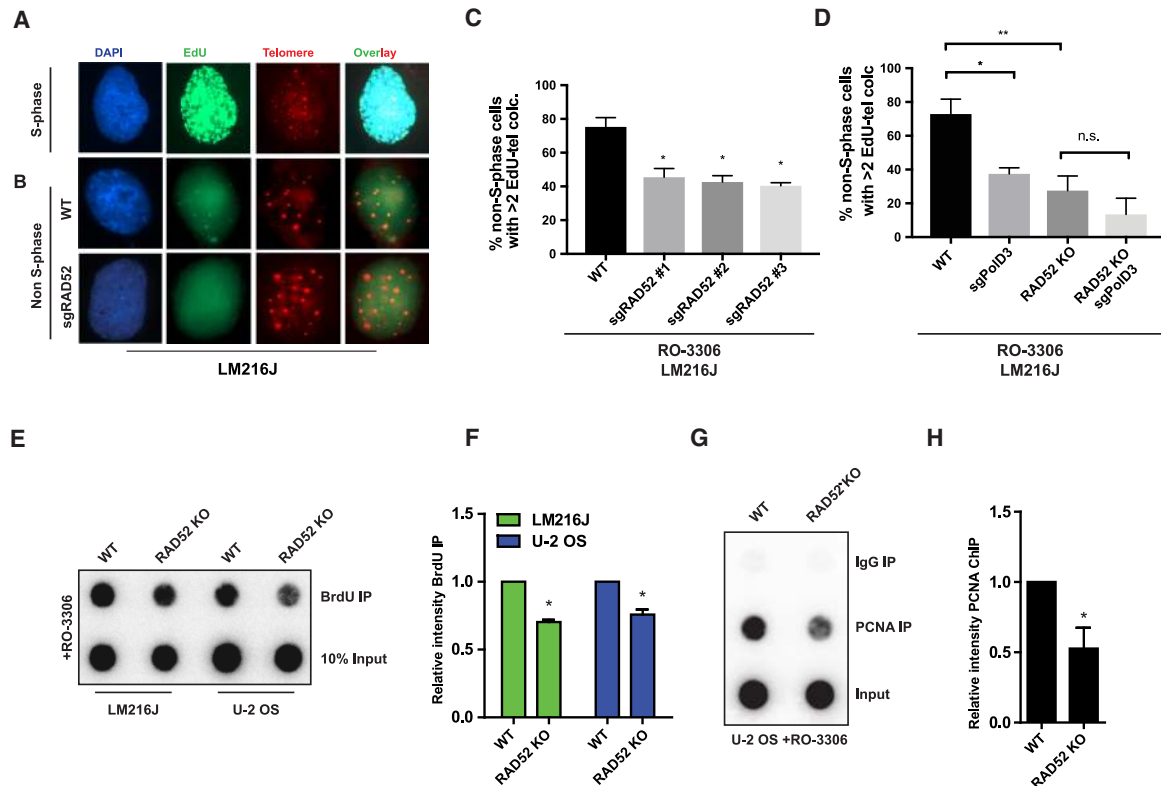 A
DAPI
EdU
Telomere
Overlay
S-phase
B
Non S-phase
WT
sgRAD52
LM216J
C
% non-S-phase cells
with >2 EdU-tel colc.
100
80
60
40
20
0
*
*
*
WT
sgRAD52 #1
sgRAD52 #2
sgRAD52 #3
RO-3306
LM216J
D
% non-S-phase cells
with >2 EdU-tel colc
100
80
60
40
20
0
**
*
n.s.
WT
sgPolD3
RAD52 KO
RAD52 KO
sgPolD3
RO-3306
LM216J
E
WT
RAD52 KO
WT
RAD52 KO
+RO-3306
BrdU IP
10% Input
LM216J
U-2 OS
F
Relative intensity BrdU IP
1.5
1.0
0.5
0.0
LM216J
U-2 OS
*
*
WT
RAD52 KO
WT
RAD52 KO
G
WT
RAD52*KO
IgG IP
PCNA IP
Input
U-2 OS +RO-3306
H
Relative intensity PCNA ChIP
1.5
1.0
0.5
0.0
*
WT
RAD52 KO